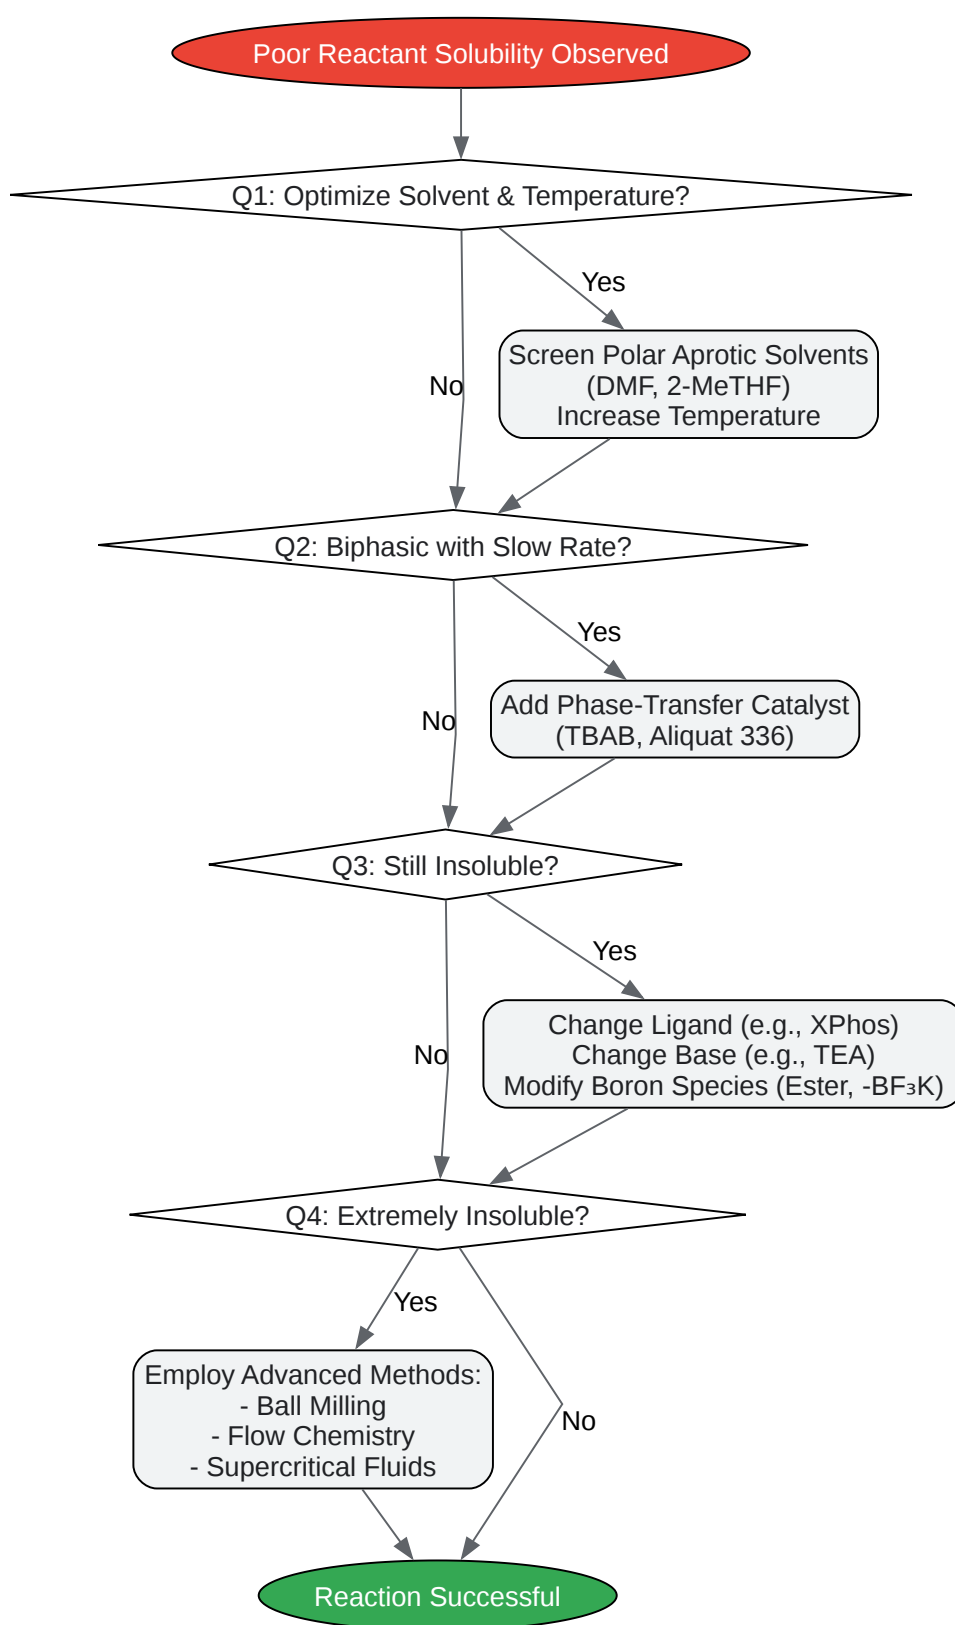 Poor Reactant Solubility Observed
Q1: Optimize Solvent & Temperature?
Yes
Screen Polar Aprotic Solvents
(DMF, 2-MeTHF)
Increase Temperature
No
Q2: Biphasic with Slow Rate?
Yes
Add Phase-Transfer Catalyst
(TBAB, Aliquat 336)
No
Q3: Still Insoluble?
Yes
Change Ligand (e.g., XPhos)
Change Base (e.g., TEA)
Modify Boron Species (Ester, -BF₃K)
No
Q4: Extremely Insoluble?
Yes
Employ Advanced Methods:
- Ball Milling
- Flow Chemistry
- Supercritical Fluids
No
Reaction Successful